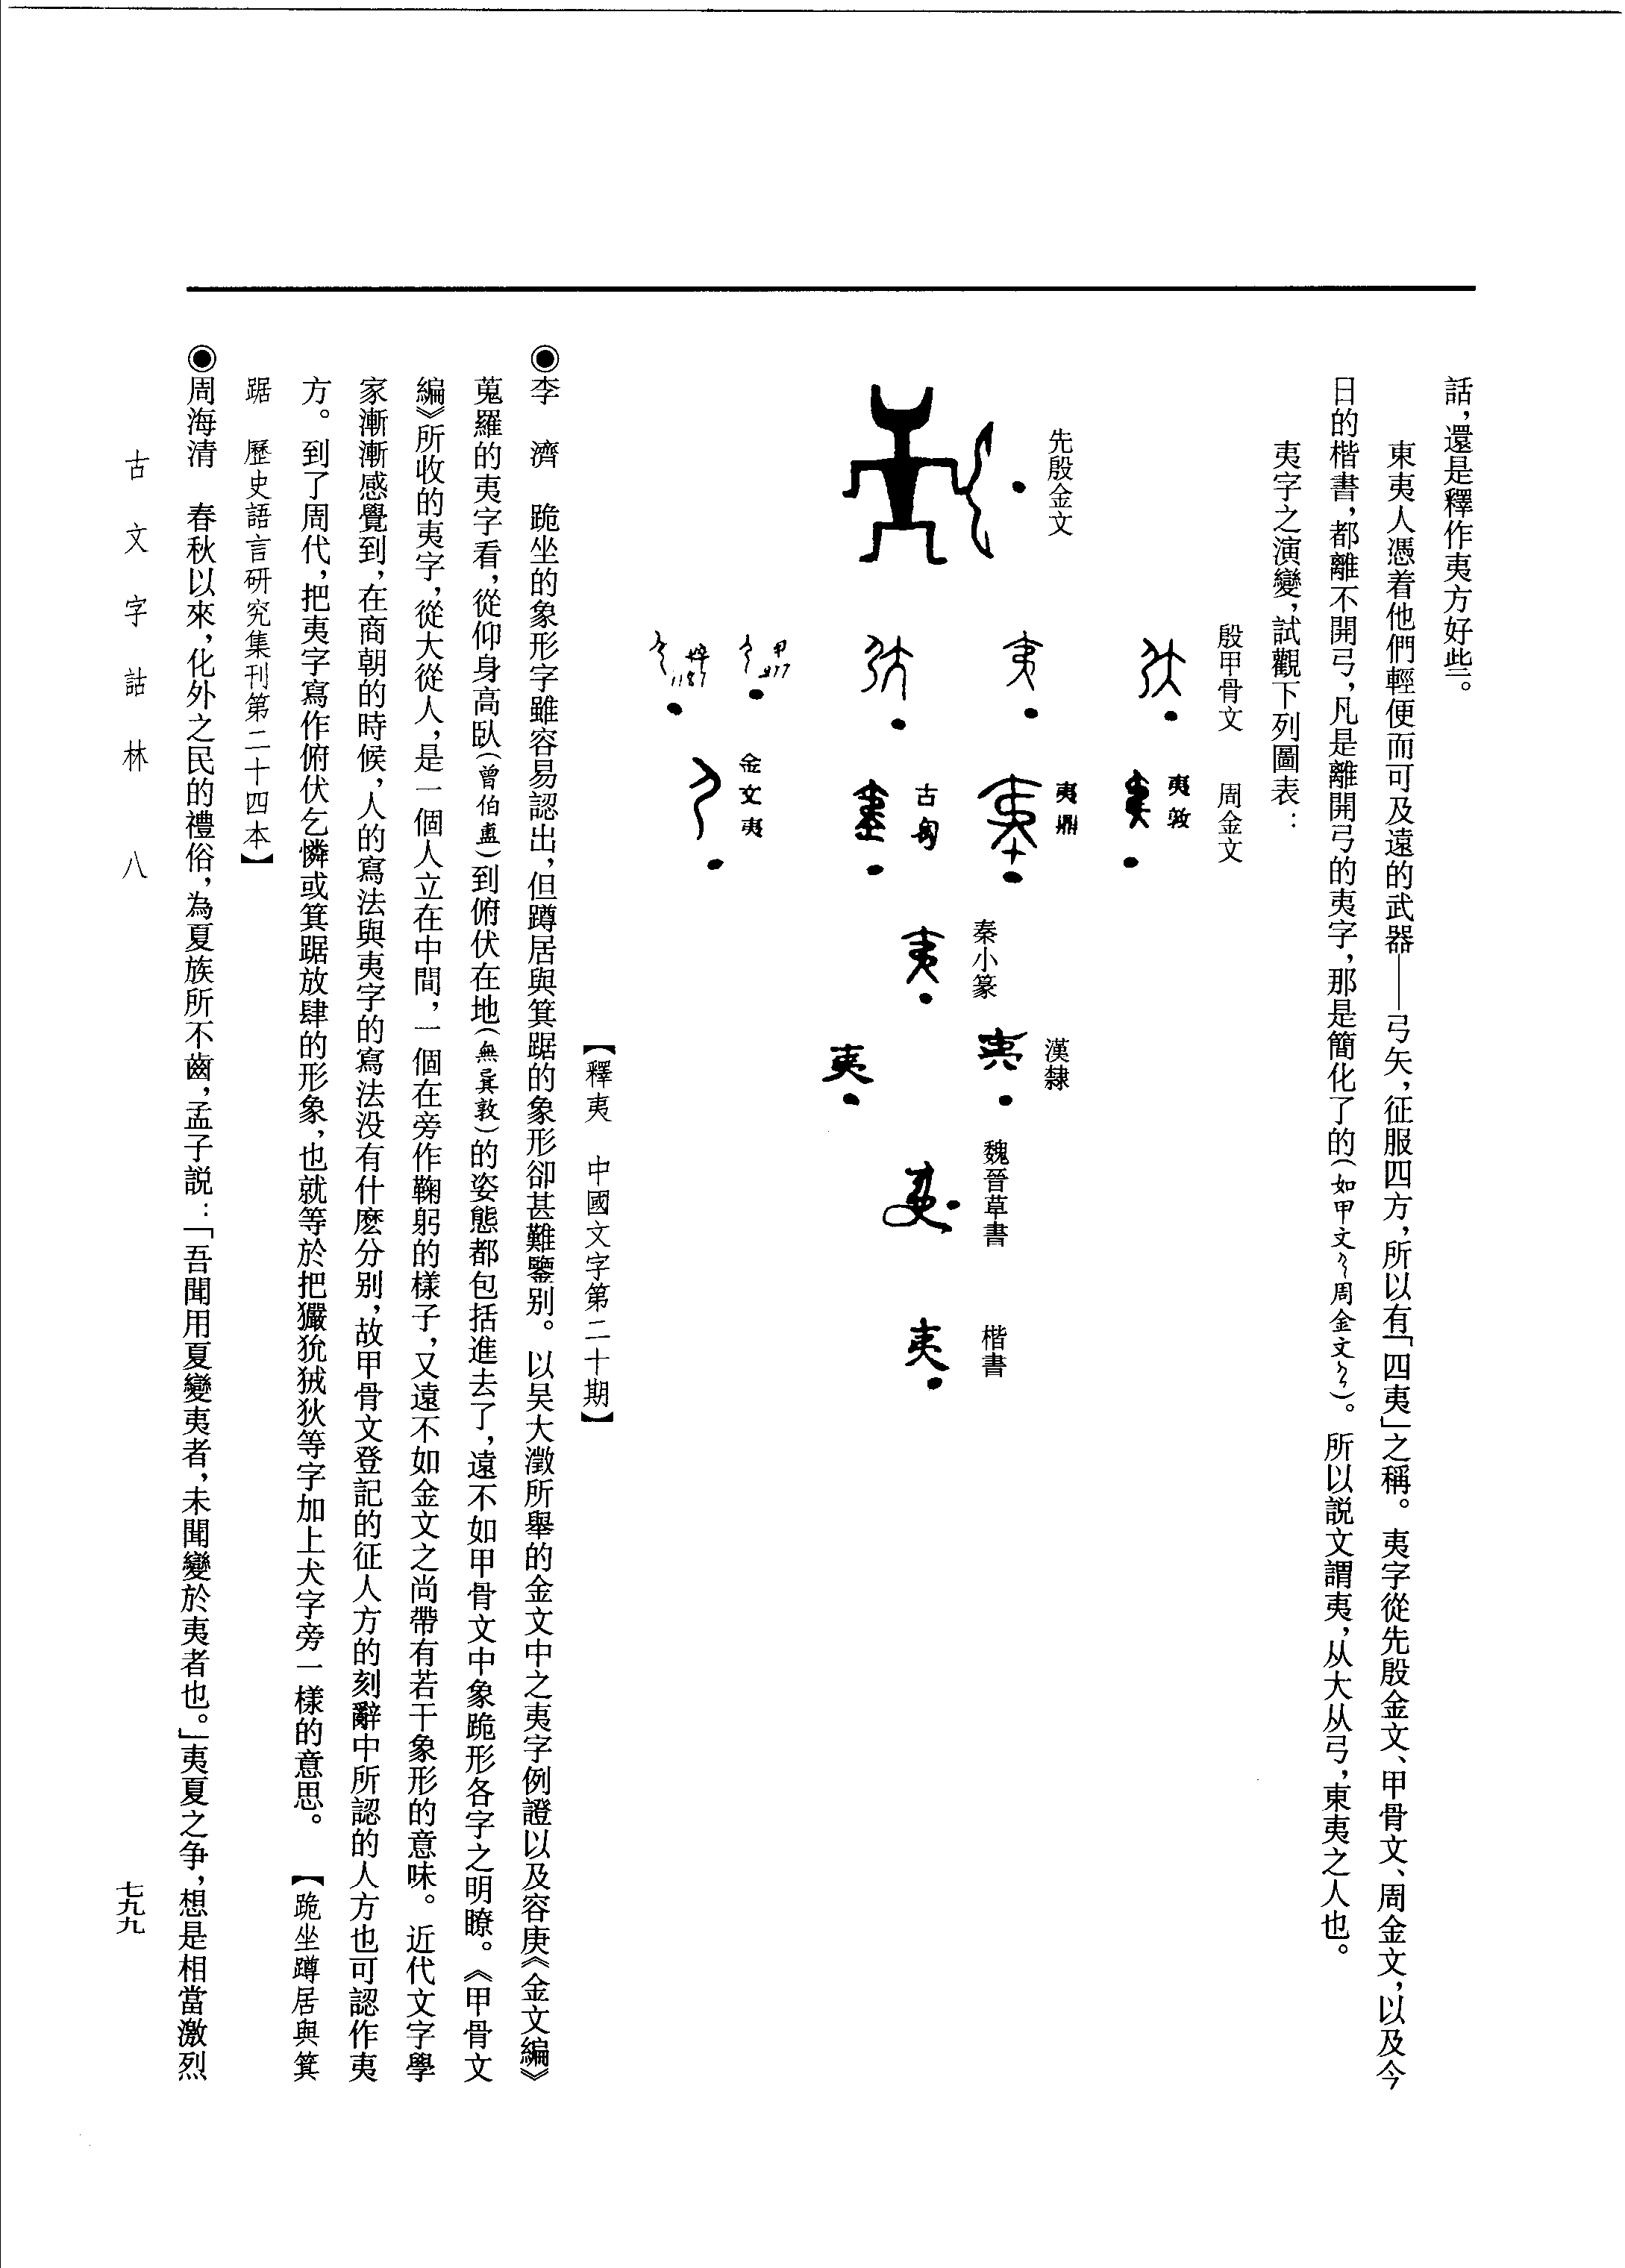 話，還是釋作夷方好些。
東夷人憑着他們輕便而可及遠的武器——弓矢，征服四方，所以有「四夷」之稱。夷字從先殷金文、甲骨文、周金文，以及今
日的楷書，都離不開弓，凡是離開弓的夷字，那是簡化了的（如甲文周金文）。所以説文謂夷，从大从弓，東夷之人也。
夷字之演變，試觀下列圖表：
殷甲骨文
周金文
夷敦
先殷金文
夷鼎
古匋
甲277
粹1187
金文夷
秦小篆
夷
漢隸
夷
夷
魏晉草書
楷書
夷
【釋夷　中國文字第二十期】
◉李　濟　跪坐的象形字雖容易認出，但蹲居與箕踞的象形卻甚難鑒别。以吴大澂所舉的金文中之夷字例證以及容庚《金文編》
蒐羅的夷字看，從仰身高臥（曾伯𥂴）到俯伏在地（無㠱敦）的姿態都包括進去了，遠不如甲骨文中象跪形各字之明瞭。《甲骨文
編》所收的夷字，從大從人，是一個人立在中間，一個在旁作鞠躬的樣子，又遠不如金文之尚帶有若干象形的意味。近代文字學
家漸漸感覺到，在商朝的時候，人的寫法與夷字的寫法没有什麽分别，故甲骨文登記的征人方的刻辭中所認的人方也可認作夷
方。到了周代，把夷字寫作俯伏乞憐或箕踞放肆的形象，也就等於把玁狁狨狄等字加上犬字旁一樣的意思。　【跪坐蹲居與箕
踞　歷史語言研究集刊第二十四本】
◉周海清　春秋以來，化外之民的禮俗，為夏族所不齒，孟子説：「吾聞用夏變夷者，未聞變於夷者也。」夷夏之争，想是相當激烈
古文字詁林　八
七九九